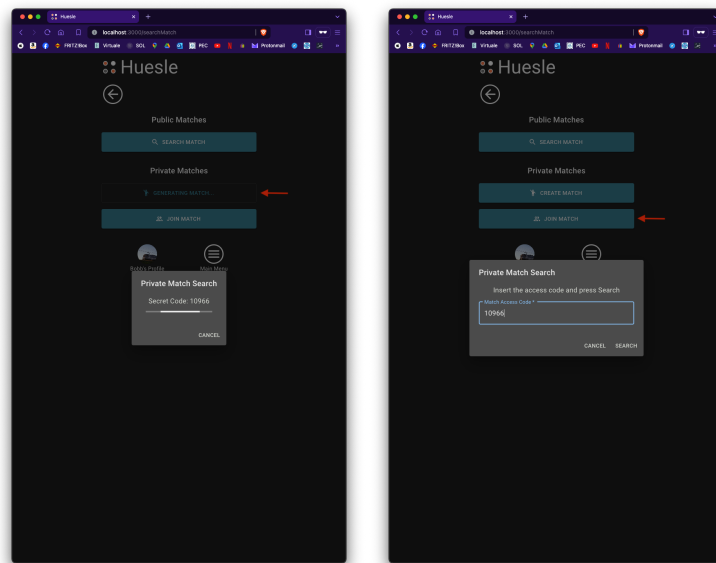 Huesle
localhost:3000/searchMatch
FRITZ!Box Virtuale SOL PEC Protonmail
Huesle
Public Matches
SEARCH MATCH
Private Matches
GENERATING MATCH...
JOIN MATCH
Bobb's Profile Main Menu
Private Match Search
Secret Code: 10966
CANCEL
Huesle
localhost:3000/searchMatch
FRITZ!Box Virtuale SOL PEC Protonmail
Huesle
Public Matches
SEARCH MATCH
Private Matches
CREATE MATCH
JOIN MATCH
Private Match Search
Insert the access code and press Search
Match Access Code *
10966
CANCEL SEARCH